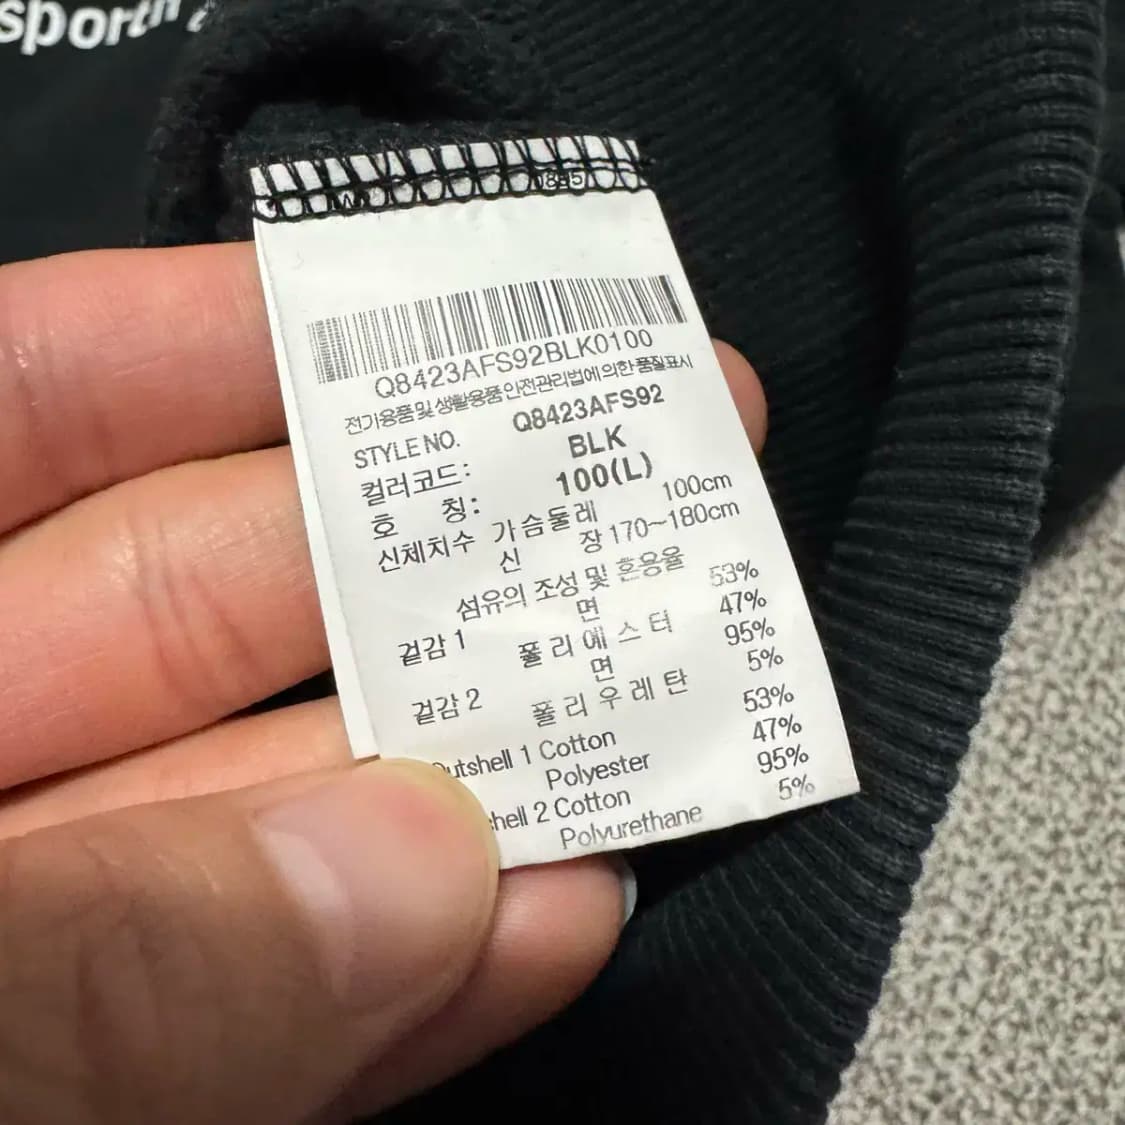 Q8423AFS92BLK0100
전기용품및생활용품안전관리법에의한품질표시
STYLE NO. Q8423AFS92
컬러코드: BLK
호 칭: 100(L)
신체치수 가슴둘레 100cm
신 장 170~180cm
섬유의 조성 및 혼용율
겉감 1 면 53%
폴리에스터 47%
겉감 2 면 95%
폴리우레탄 5%
1 Cotton 53%
Polyester 47%
2 Cotton 95%
Polyurethane 5%